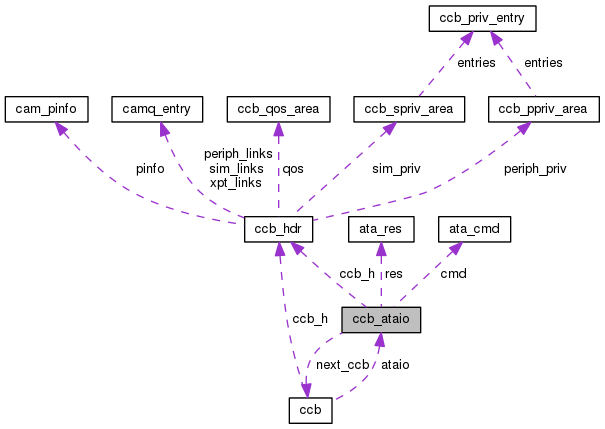 ccb_priv_entry
entries
entries
cam_pinfo
camq_entry
ccb_qos_area
ccb_spriv_area
ccb_ppriv_area
periph_links
sim_links
xpt_links
pinfo
qos
sim_priv
periph_priv
ccb_hdr
ata_res
ata_cmd
ccb_h
res
cmd
ccb_h
ccb_ataio
next_ccb
ataio
ccb